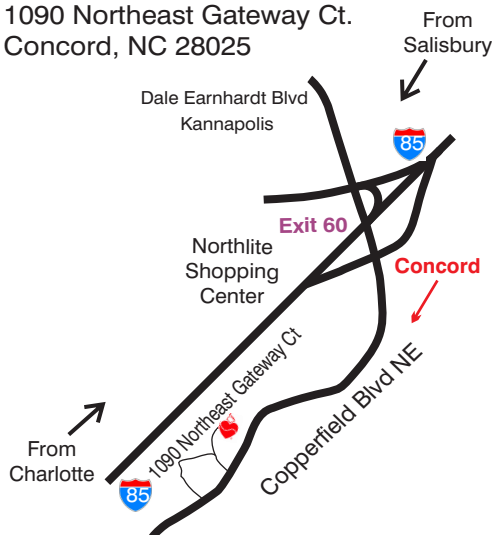 1090 Northeast Gateway Ct.
Concord, NC 28025
From
Salisbury
Dale Earnhardt Blvd
Kannapolis
85
Exit 60
Northlite
Shopping
Center
Concord
1090 Northeast Gateway Ct
Copperfield Blvd NE
From
Charlotte
85